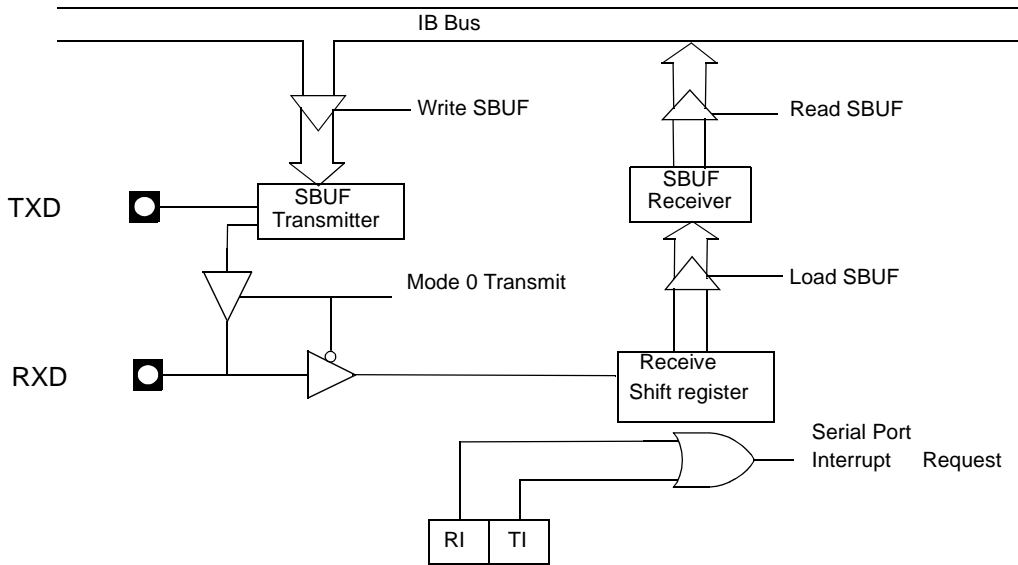 IB Bus
Write SBUF
Read SBUF
SBUF
Transmitter
SBUF
Receiver
TXD
Mode 0 Transmit
Load SBUF
RXD
Receive
Shift register
Serial Port
Interrupt Request
RI
TI